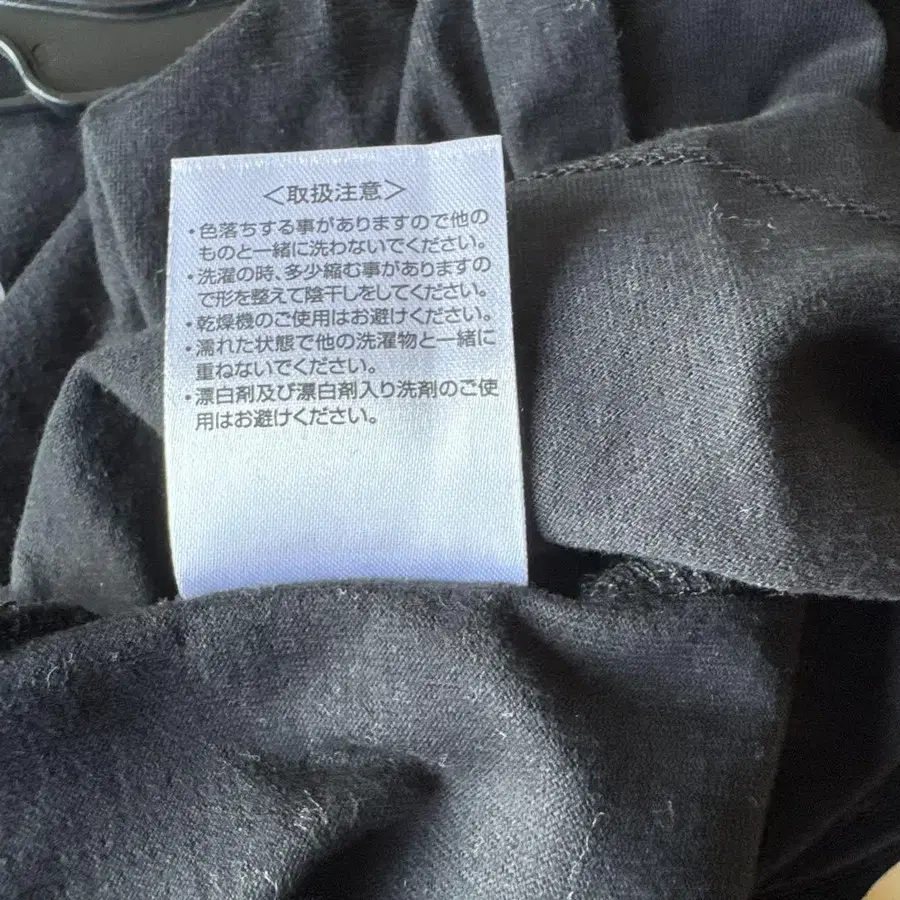 <取扱注意>
・色落ちする事がありますので他の
ものと一緒に洗わないでください。
・洗濯の時、多少縮む事がありますの
で形を整えて陰干しをしてください。
・乾燥機のご使用はお避けください。
・濡れた状態で他の洗濯物と一緒に
重ねないでください。
・漂白剤及び漂白剤入り洗剤のご使
用はお避けください。